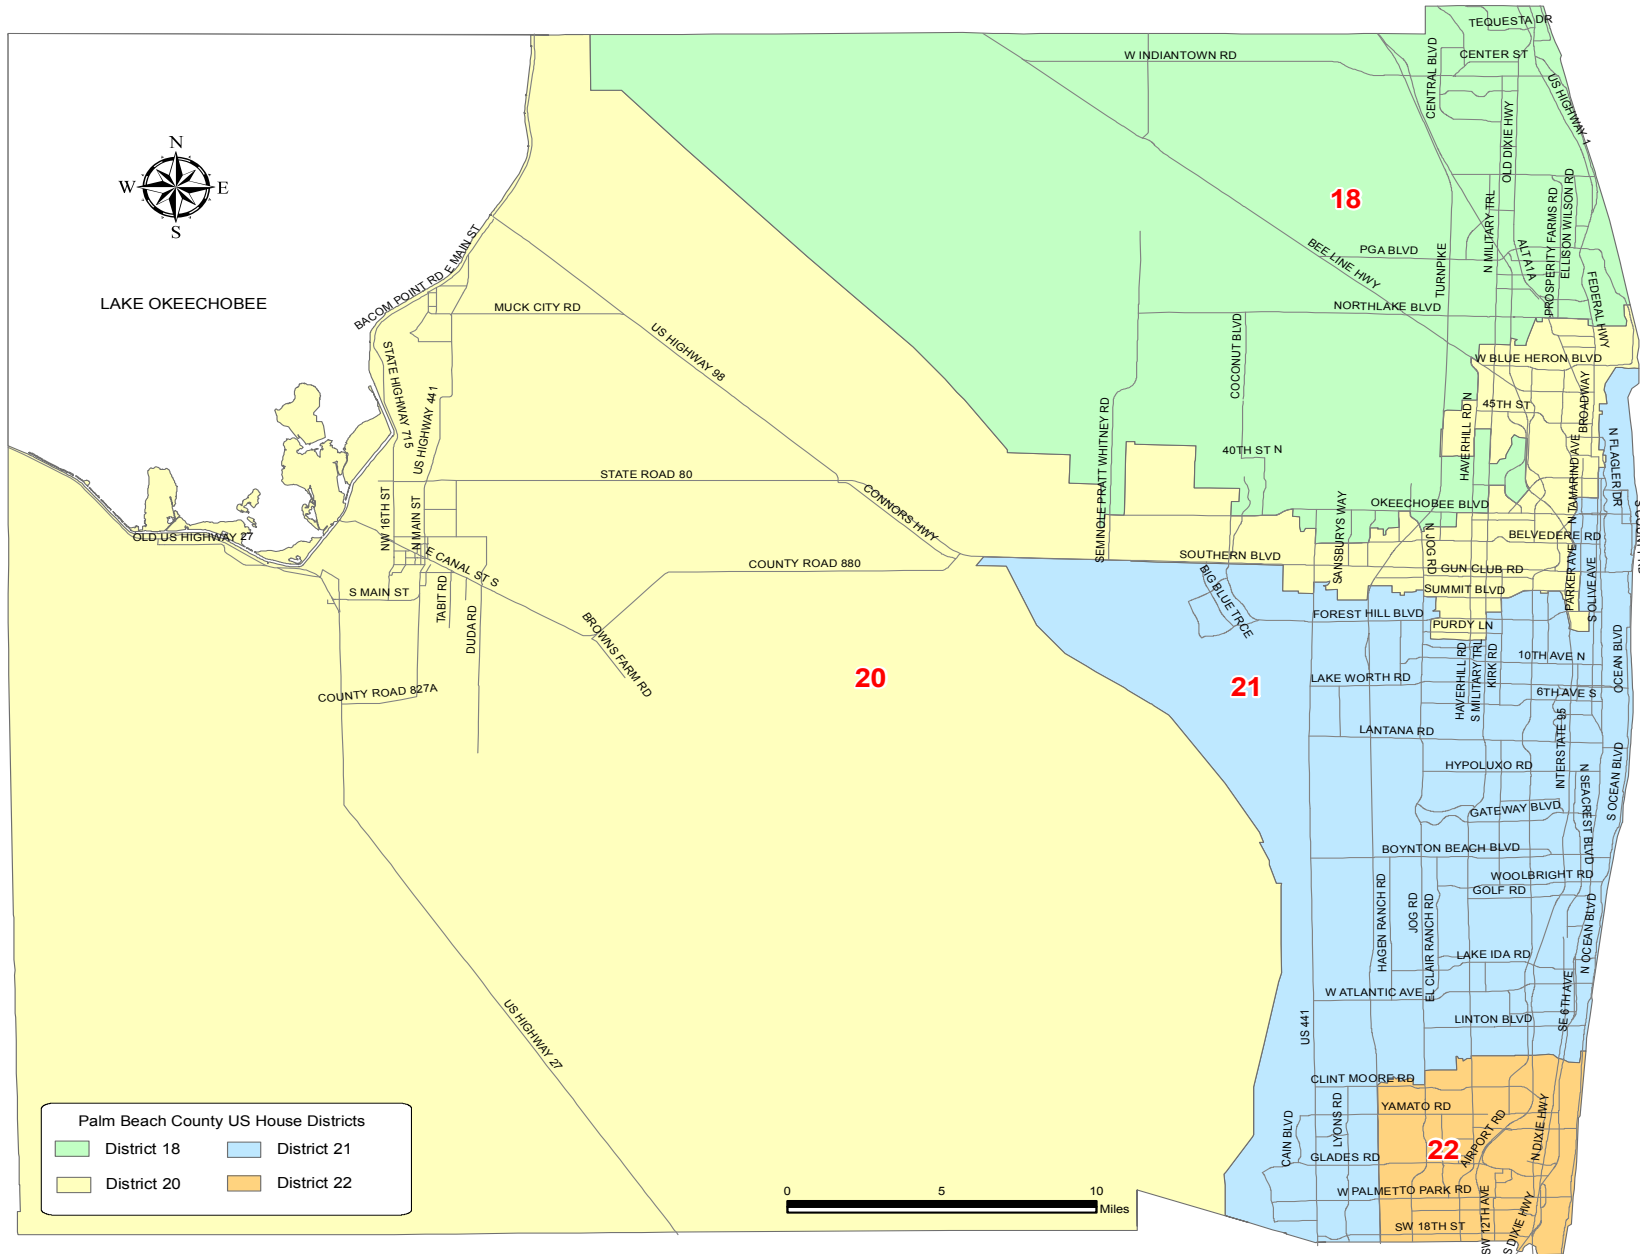 TEQUESTA DR
W INDIANTOWN RD
CENTRAL BLVD
CENTER ST
US HIGHWAY 1
OLD DIXIE HWY
N
W
E
S
18
N MILITARY TRL
PROSPERITY FARMS RD
ELLISON WILSON RD
BEE LINE HWY
PGA BLVD
TURNPIKE
ALT A1A
FEDERAL HWY
LAKE OKEECHOBEE
BACOM POINT RD
E MAIN ST
MUCK CITY RD
NORTHLAKE BLVD
US HIGHWAY 98
STATE HIGHWAY 715
US HIGHWAY 441
COCONUT BLVD
W BLUE HERON BLVD
SEMINOLE PRATT WHITNEY RD
HAVERHILL RD N
45TH ST
BROADWAY
40TH ST N
N FLAGLER DR
N TAMARIND AVE
STATE ROAD 80
CONNORS HWY
NW 16TH ST
N MAIN ST
SANSBURYS WAY
OKEECHOBEE BLVD
OLD US HIGHWAY 27
N JOG RD
BELVEDERE RD
E CANAL ST S
COUNTY ROAD 880
SOUTHERN BLVD
GUN CLUB RD
PARKER AVE
S OLIVE AVE
S MAIN ST
TABIT RD
DUDA RD
BROWNS FARM RD
BIG BLUE TRCE
SUMMIT BLVD
FOREST HILL BLVD
PURDY LN
COUNTY ROAD 827A
20
21
HAVERHILL RD
S MILITARY TRL
KIRK RD
10TH AVE N
OCEAN BLVD
LAKE WORTH RD
6TH AVE S
LANTANA RD
INTERSTATE 95
HYPOLUXO RD
N SEACREST BLVD
S OCEAN BLVD
GATEWAY BLVD
BOYNTON BEACH BLVD
WOOLBRIGHT RD
GOLF RD
HAGEN RANCH RD
JOG RD
EL CLAIR RANCH RD
LAKE IDA RD
N OCEAN BLVD
W ATLANTIC AVE
SE 6TH AVE
LINTON BLVD
US 441
US HIGHWAY 27
CLINT MOORE RD
YAMATO RD
LYONS RD
CAIN BLVD
GLADES RD
22
AIRPORT RD
N DIXIE HWY
W PALMETTO PARK RD
SW 18TH ST
SW 12TH AVE
S DIXIE HWY
Palm Beach County US House Districts
District 18
District 21
District 20
District 22
0 5 10
Miles